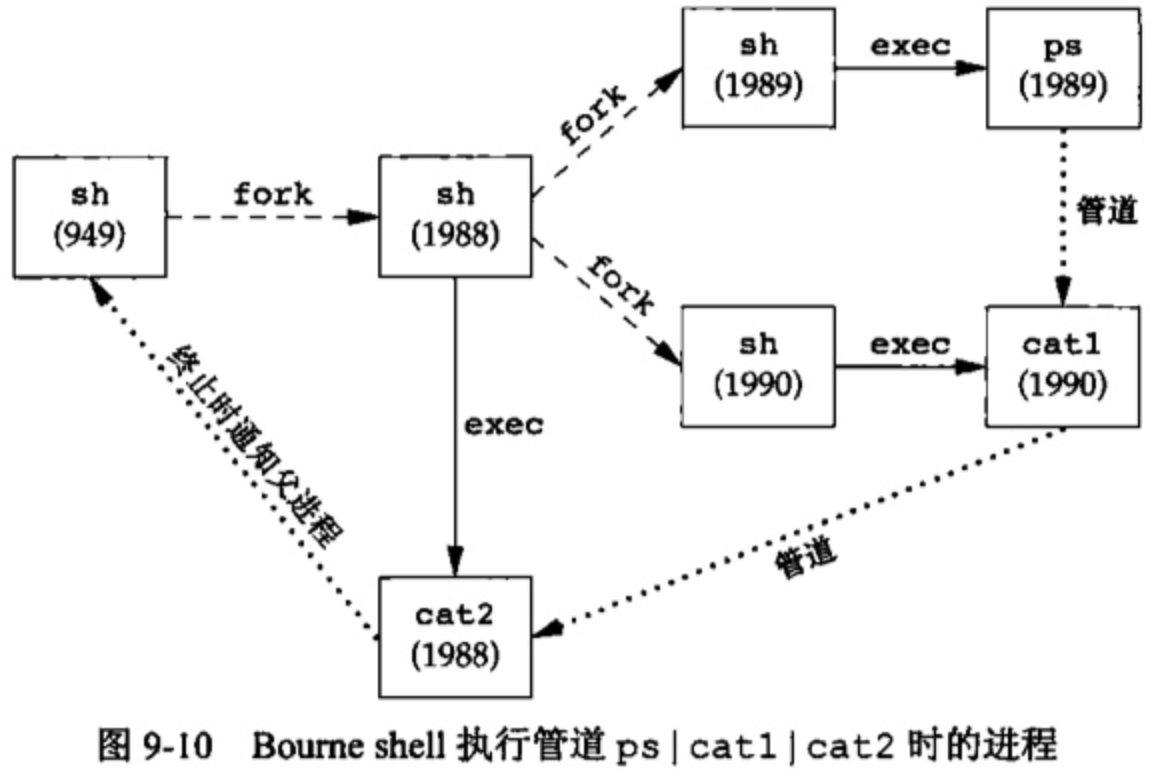 sh
(1989)
exec
ps
(1989)
fork
sh
(949)
fork
sh
(1988)
管道
fork
sh
(1990)
exec
cat1
(1990)
终止时通知父进程
exec
管道
cat2
(1988)
图 9-10 Bourne shell 执行管道 ps|cat1|cat2 时的进程